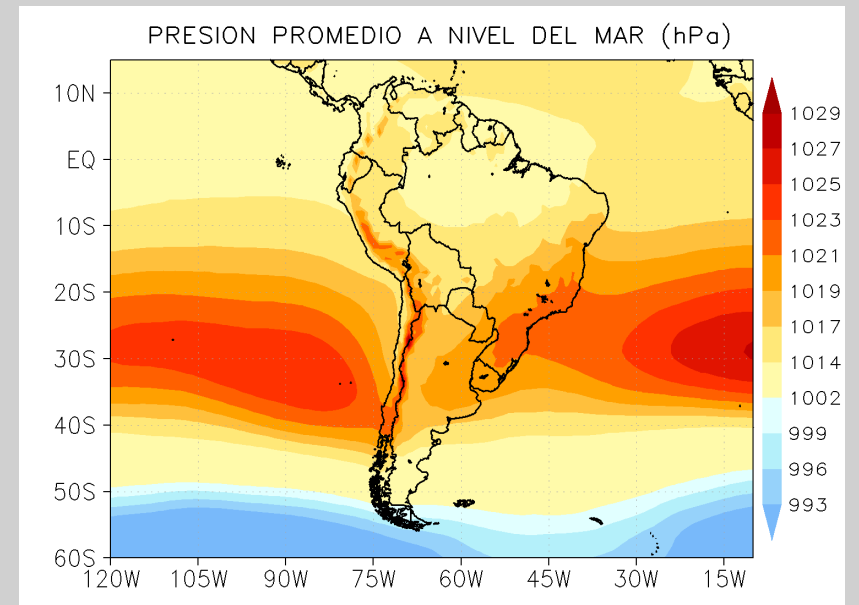 PRESION PROMEDIO A NIVEL DEL MAR (hPa)
10N
EQ
10S
20S
30S
40S
50S
60S
120W 105W 90W 75W 60W 45W 30W 15W
1029
1027
1025
1023
1021
1019
1017
1014
1002
999
996
993